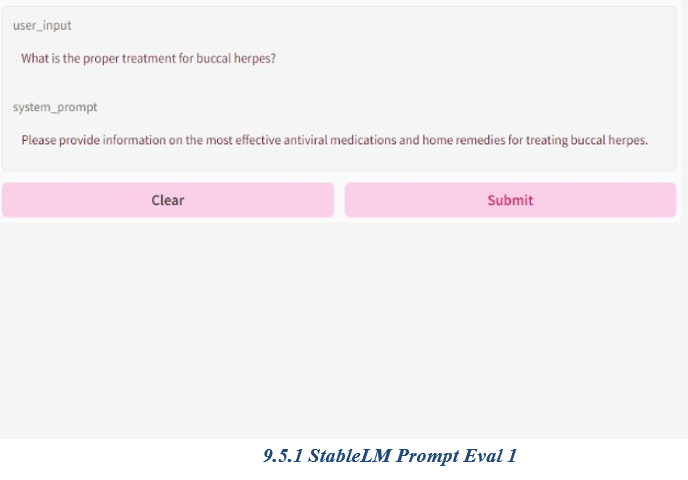 user_input
What is the proper treatment for buccal herpes?
system_prompt
Please provide information on the most effective antiviral medications and home remedies for treating buccal herpes.
Clear
Submit
9.5.1 StableLM Prompt Eval 1